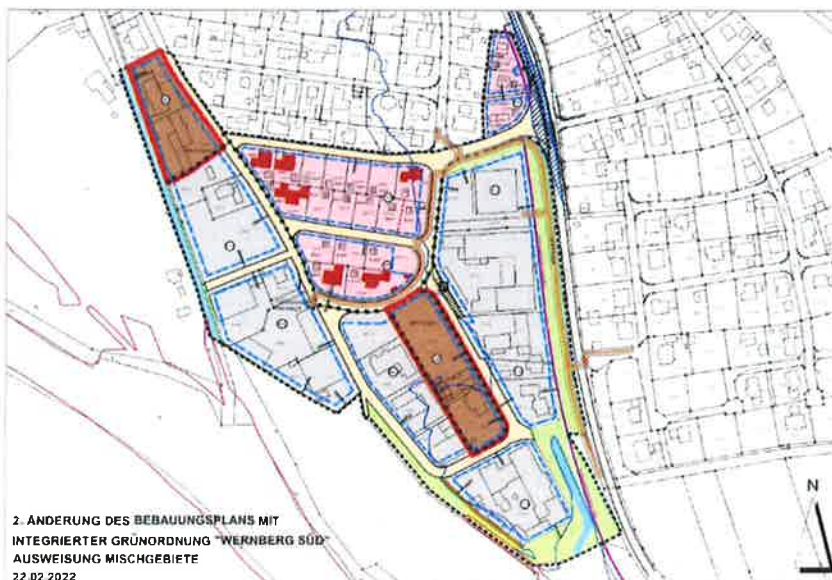 N
2. ÄNDERUNG DES BEBAUUNGSPLANS MIT
INTEGRIERTER GRÜNORDNUNG "WERNBERG SÜD"
AUSWEISUNG MISCHGEBIETE
22.02.2022